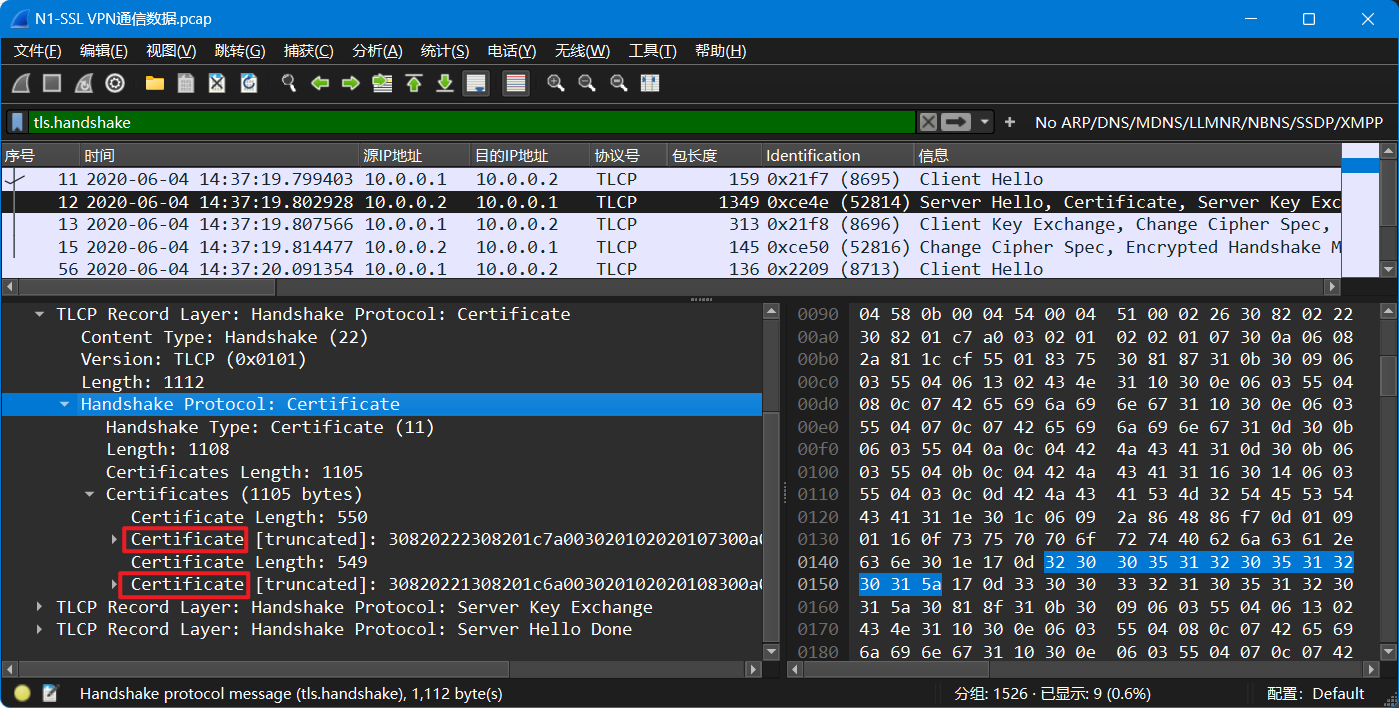 N1-SSL VPN通信数据.pcap
文件(F) 编辑(E) 视图(V) 跳转(G) 捕获(C) 分析(A) 统计(S) 电话(Y) 无线(W) 工具(T) 帮助(H)
tls.handshake + No ARP/DNS/MDNS/LLMNR/NBNS/SSDP/XMPP
序号 时间 源IP地址 目的IP地址 协议号 包长度 Identification 信息
11 2020-06-04 14:37:19.799403 10.0.0.1 10.0.0.2 TLCP 159 0x21f7 (8695) Client Hello
12 2020-06-04 14:37:19.802928 10.0.0.2 10.0.0.1 TLCP 1349 0xce4e (52814) Server Hello, Certificate, Server Key Exc
13 2020-06-04 14:37:19.807566 10.0.0.1 10.0.0.2 TLCP 313 0x21f8 (8696) Client Key Exchange, Change Cipher Spec,
15 2020-06-04 14:37:19.814477 10.0.0.2 10.0.0.1 TLCP 145 0xce50 (52816) Change Cipher Spec, Encrypted Handshake M
56 2020-06-04 14:37:20.091354 10.0.0.1 10.0.0.2 TLCP 136 0x2209 (8713) Client Hello
TLCP Record Layer: Handshake Protocol: Certificate
Content Type: Handshake (22)
Version: TLCP (0x0101)
Length: 1112
Handshake Protocol: Certificate
Handshake Type: Certificate (11)
Length: 1108
Certificates Length: 1105
Certificates (1105 bytes)
Certificate Length: 550
Certificate [truncated]: 30820222308201c7a003020102020107300a0
Certificate Length: 549
Certificate [truncated]: 30820221308201c6a003020102020108300a0
TLCP Record Layer: Handshake Protocol: Server Key Exchange
TLCP Record Layer: Handshake Protocol: Server Hello Done
0090 04 58 0b 00 04 54 00 04 51 00 02 26 30 82 02 22
00a0 30 82 01 c7 a0 03 02 01 02 02 01 07 30 0a 06 08
00b0 2a 81 1c cf 55 01 83 75 30 81 87 31 0b 30 09 06
00c0 03 55 04 06 13 02 43 4e 31 10 30 0e 06 03 55 04
00d0 08 0c 07 42 65 69 6a 69 6e 67 31 10 30 0e 06 03
00e0 55 04 07 0c 07 42 65 69 6a 69 6e 67 31 0d 30 0b
00f0 06 03 55 04 0a 0c 04 42 4a 43 41 31 0d 30 0b 06
0100 03 55 04 0b 0c 04 42 4a 43 41 31 16 30 14 06 03
0110 55 04 03 0c 0d 42 4a 43 41 53 4d 32 54 45 53 54
0120 43 41 31 1e 30 1c 06 09 2a 86 48 86 f7 0d 01 09
0130 01 16 0f 73 75 70 70 6f 72 74 40 62 6a 63 61 2e
0140 63 6e 30 1e 17 0d 32 30 30 35 31 32 30 35 31 32
0150 30 31 5a 17 0d 33 30 30 33 32 31 30 35 31 32 30
0160 31 5a 30 81 8f 31 0b 30 09 06 03 55 04 06 13 02
0170 43 4e 31 10 30 0e 06 03 55 04 08 0c 07 42 65 69
0180 6a 69 6e 67 31 10 30 0e 06 03 55 04 07 0c 07 42
Handshake protocol message (tls.handshake), 1,112 byte(s) 分组: 1526 · 已显示: 9 (0.6%) 配置: Default